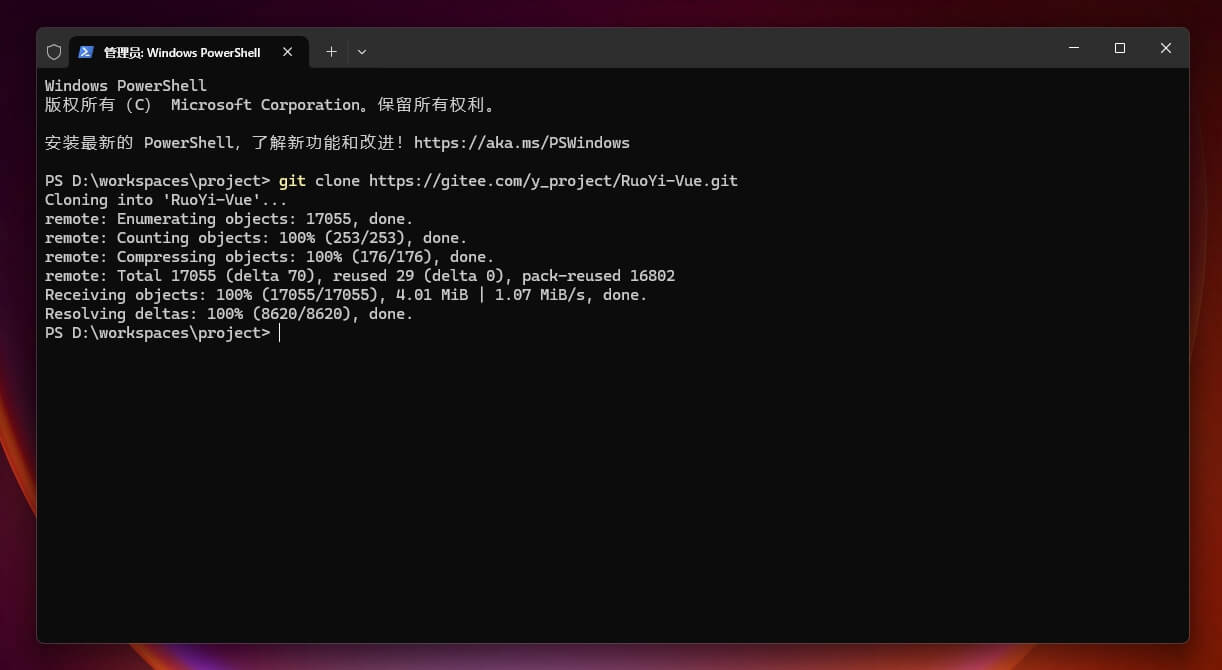 管理员: Windows PowerShell
Windows PowerShell
版权所有（C） Microsoft Corporation。保留所有权利。
安装最新的 PowerShell，了解新功能和改进！https://aka.ms/PSWindows
PS D:\workspaces\project> git clone https://gitee.com/y_project/RuoYi-Vue.git
Cloning into 'RuoYi-Vue'...
remote: Enumerating objects: 17055, done.
remote: Counting objects: 100% (253/253), done.
remote: Compressing objects: 100% (176/176), done.
remote: Total 17055 (delta 70), reused 29 (delta 0), pack-reused 16802
Receiving objects: 100% (17055/17055), 4.01 MiB | 1.07 MiB/s, done.
Resolving deltas: 100% (8620/8620), done.
PS D:\workspaces\project>